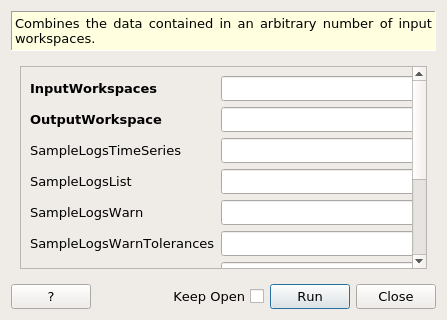 Combines the data contained in an arbitrary number of input
workspaces.
InputWorkspaces
OutputWorkspace
SampleLogsTimeSeries
SampleLogsList
SampleLogsWarn
SampleLogsWarnTolerances
?
Keep Open
Run
Close